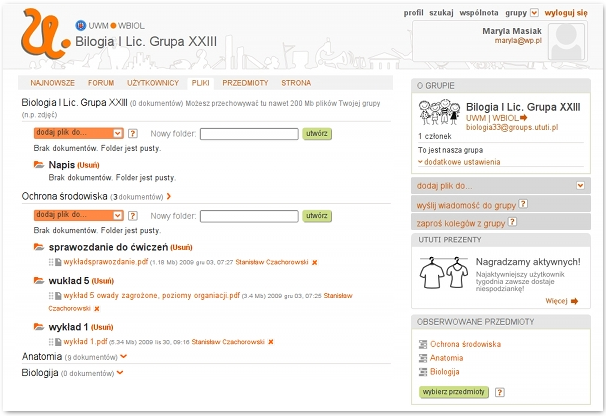 profil szukaj wspólnota grupy wyloguj się
UWM WBIOL
Bilogia I Lic. Grupa XXIII
Maryla Masiak
maryla@wp.pl
NAJNOWSZE FORUM UŻYTKOWNICY PLIKI PRZEDMIOTY STRONA
Biologia I Lic. Grupa XXIII (0 dokumentów) Możesz przechowywać tu nawet 200 Mb plików Twojej grupy
(n.p. zdjęć)
dodaj plik do... ? Nowy folder: utwórz
Brak dokumentów. Folder jest pusty.
Napis (Usuń)
Brak dokumentów. Folder jest pusty.
Ochrona środowiska (3 dokumentów)
dodaj plik do... ? Nowy folder: utwórz
Brak dokumentów. Folder jest pusty.
sprawozdanie do ćwiczeń (Usuń)
wykładsprawozdanie.pdf (1.16 Mb) 2009 gru 03, 07:27 Stanisław Czachorowski
wukład 5 (Usuń)
wykład 5 owady zagrożone, poziomy organiacji.pdf (3.4 Mb) 2009 gru 03, 07:25 Stanisław
Czachorowski
wykład 1 (Usuń)
wykład 1.pdf (5.34 Mb) 2009 lis 30, 09:16 Stanisław Czachorowski
Anatomia (9 dokumentów)
Biologija (0 dokumentów)
O GRUPIE
Bilogia I Lic. Grupa XXIII
UWM | WBIOL
biologia33@groups.ututi.pl
1 członek
To jest nasza grupa
dodatkowe ustawienia
dodaj plik do...
wyślij wiadomość do grupy ?
zaproś kolegów z grupy ?
UTUTI PREZENTY
Nagradzamy aktywnych!
Najaktywniejszy użytkownik
tygodnia zawsze dostaje
niespodziankę!
Więcej
OBSERWOWANE PRZEDMIOTY
Ochrona środowiska
Anatomia
Biologija
wybierz przedmioty ?